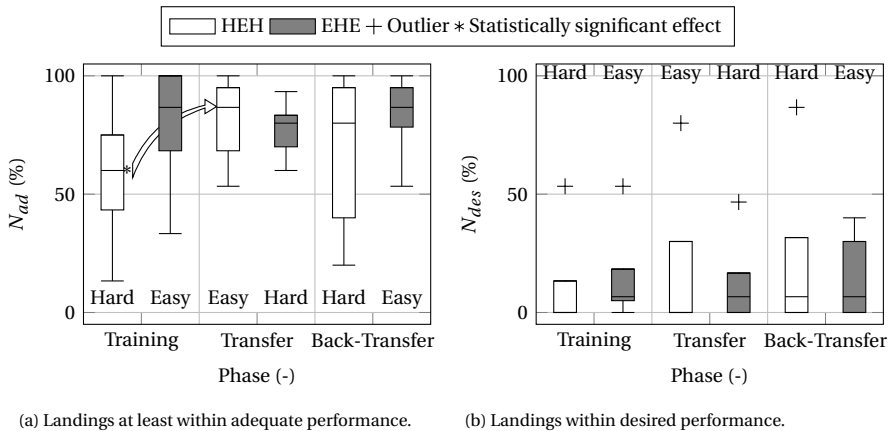 HEH EHE + Outlier * Statistically significant effect
100
50
0
N_ad (%)
*
Hard Easy Easy Hard Hard Easy
Training Transfer Back-Transfer
Phase (-)
(a) Landings at least within adequate performance.
100
50
0
N_des (%)
Hard Easy Easy Hard Hard Easy
Training Transfer Back-Transfer
Phase (-)
(b) Landings within desired performance.